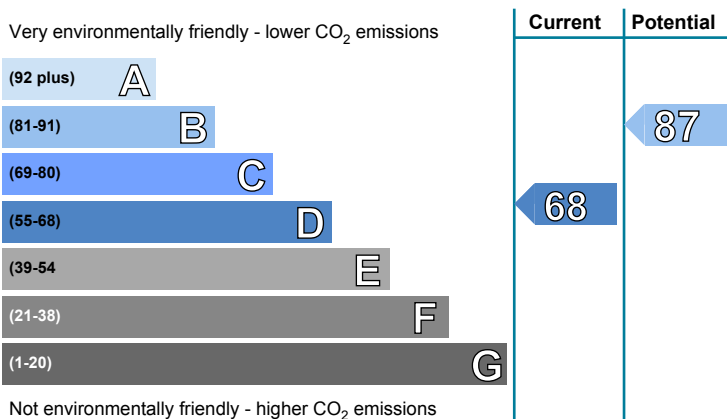 Current Potential
Very environmentally friendly - lower CO₂ emissions
(92 plus) A
(81-91) B 87
(69-80) C
(55-68) D 68
(39-54 E
(21-38) F
(1-20) G
Not environmentally friendly - higher CO₂ emissions